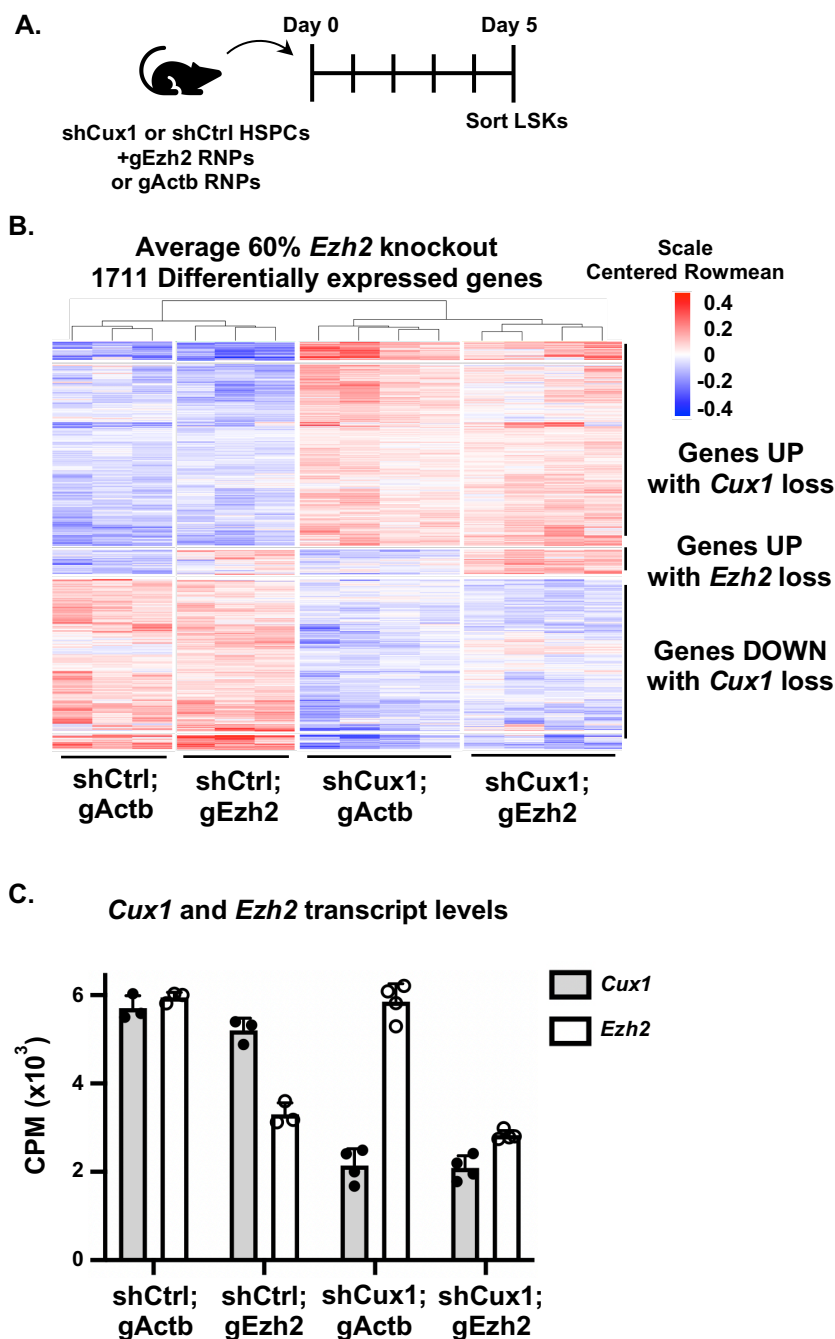 A.
Day 0
Day 5
Sort LSKs
shCux1 or shCtrl HSPCs
+gEzh2 RNPs
or gActb RNPs
B.
Average 60% Ezh2 knockout
1711 Differentially expressed genes
Scale
Centered Rowmean
0.4
0.2
0
-0.2
-0.4
Genes UP
with Cux1 loss
Genes UP
with Ezh2 loss
Genes DOWN
with Cux1 loss
shCtrl;
gActb
shCtrl;
gEzh2
shCux1;
gActb
shCux1;
gEzh2
C.
Cux1 and Ezh2 transcript levels
Cux1
Ezh2
CPM (x10³)
6
4
2
0
shCtrl;
gActb
shCtrl;
gEzh2
shCux1;
gActb
shCux1;
gEzh2